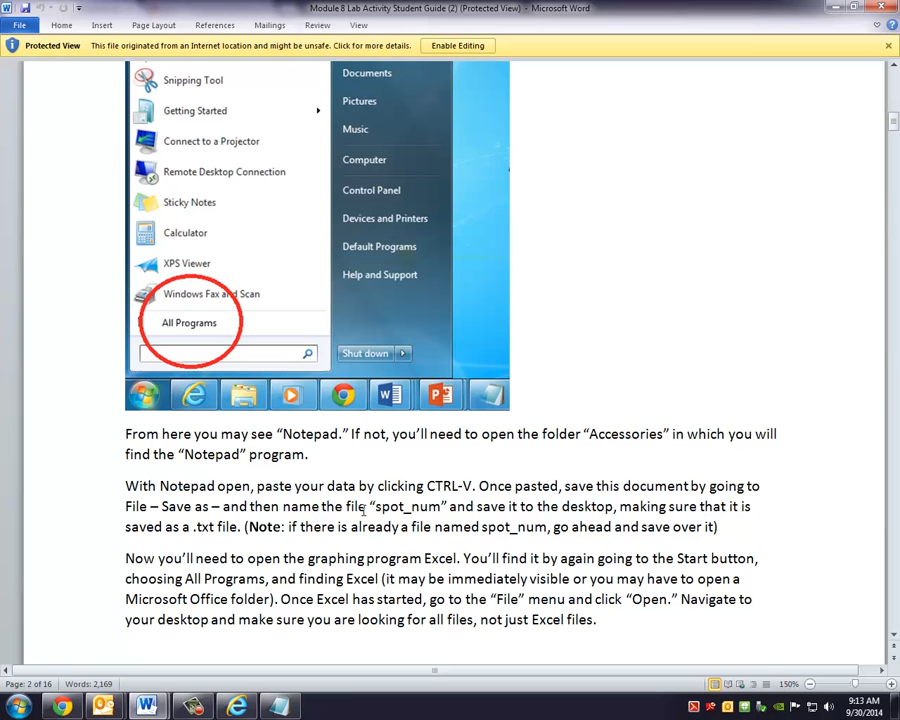 Module 8 Lab Activity Student Guide (2) (Protected View) - Microsoft Word
File Home Insert Page Layout References Mailings Review View
Protected View This file originated from an Internet location and might be unsafe. Click for more details. Enable Editing
Snipping Tool
Getting Started
Connect to a Projector
Remote Desktop Connection
Sticky Notes
Calculator
XPS Viewer
Windows Fax and Scan
All Programs
Documents
Pictures
Music
Computer
Control Panel
Devices and Printers
Default Programs
Help and Support
Shut down
From here you may see “Notepad.” If not, you’ll need to open the folder “Accessories” in which you will
find the “Notepad” program.
With Notepad open, paste your data by clicking CTRL-V. Once pasted, save this document by going to
File – Save as – and then name the file “spot_num” and save it to the desktop, making sure that it is
saved as a .txt file. (Note: if there is already a file named spot_num, go ahead and save over it)
Now you’ll need to open the graphing program Excel. You’ll find it by again going to the Start button,
choosing All Programs, and finding Excel (it may be immediately visible or you may have to open a
Microsoft Office folder). Once Excel has started, go to the “File” menu and click “Open.” Navigate to
your desktop and make sure you are looking for all files, not just Excel files.
Page: 2 of 16 Words: 2,169 150%
9:13 AM
9/30/2014